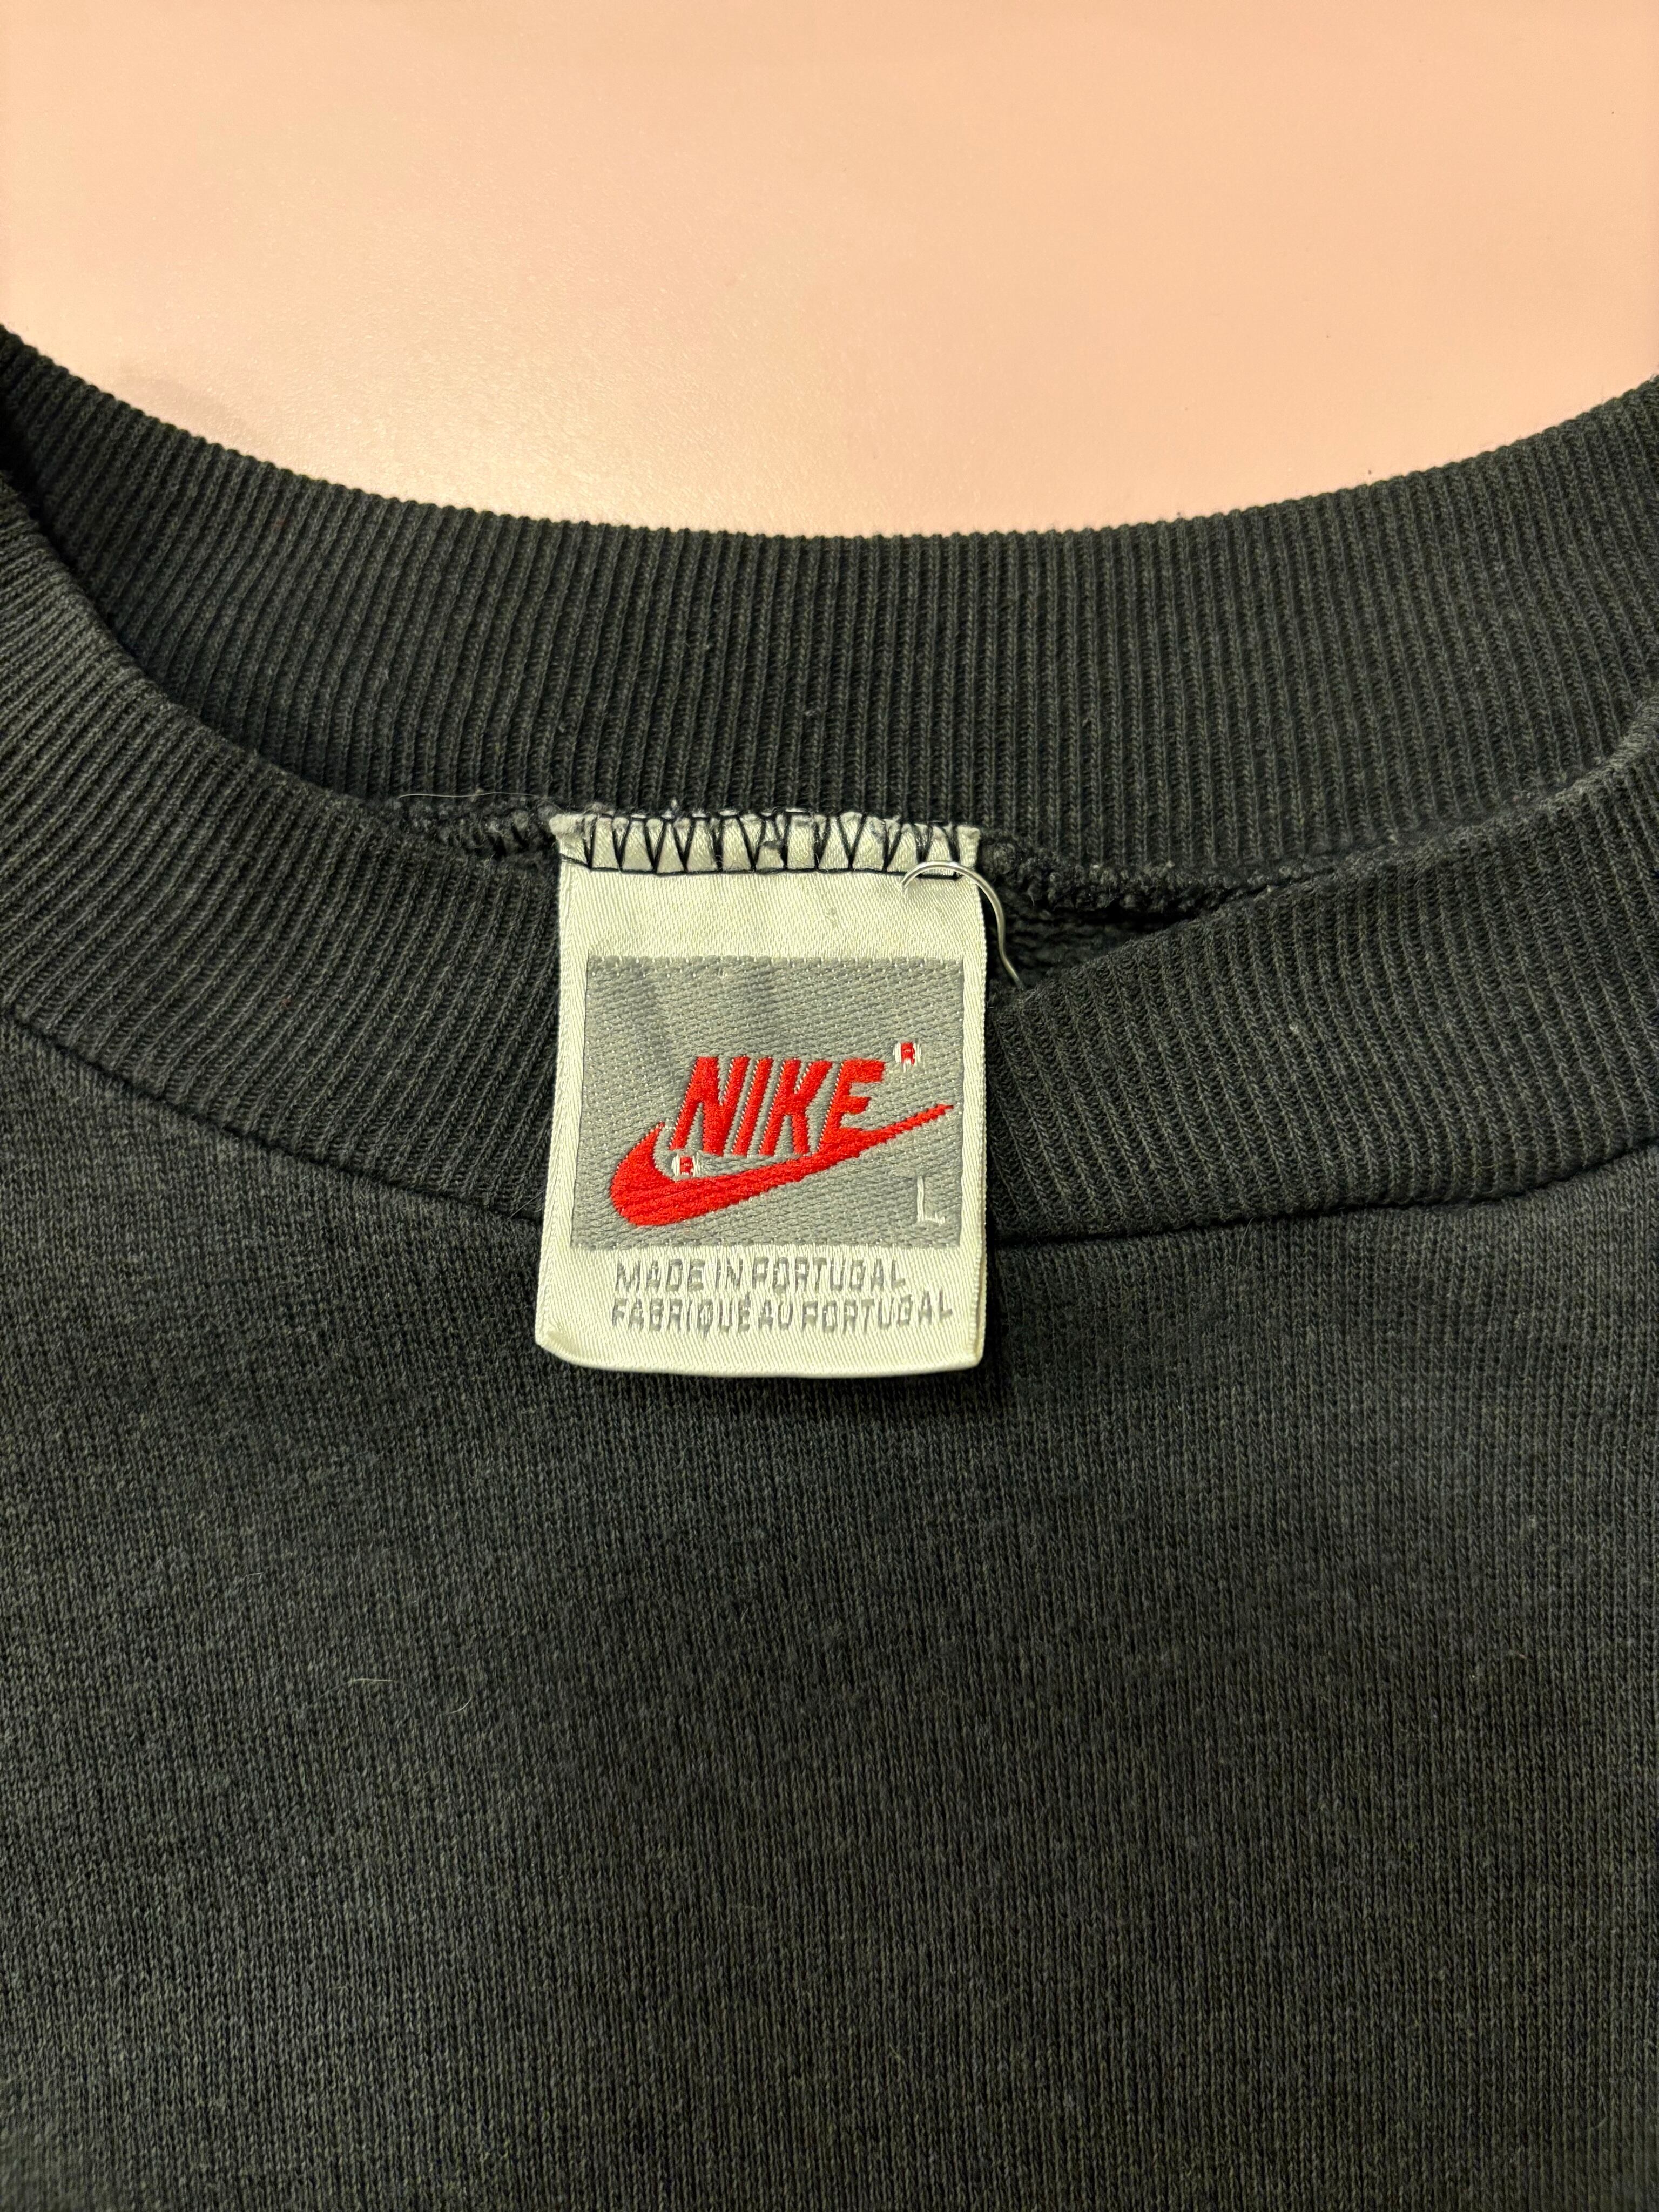 NIKE®
®
L
MADE IN PORTUGAL
FABRIQUÉ AU PORTUGAL